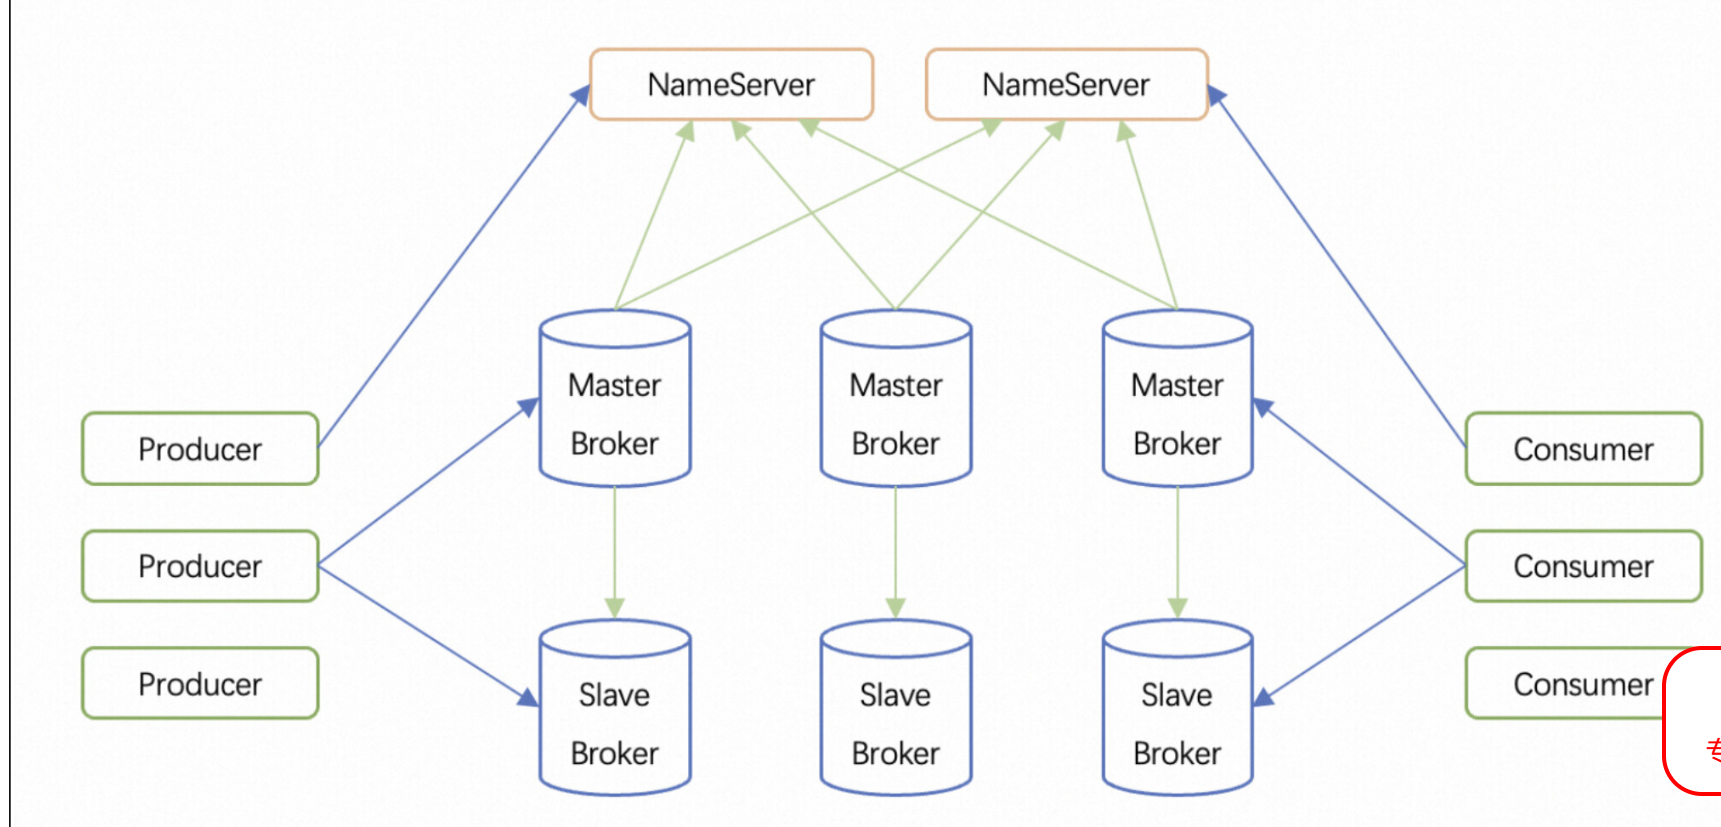 NameServer
NameServer
Master
Broker
Master
Broker
Master
Broker
Producer
Consumer
Producer
Consumer
Producer
Consumer
Slave
Broker
Slave
Broker
Slave
Broker